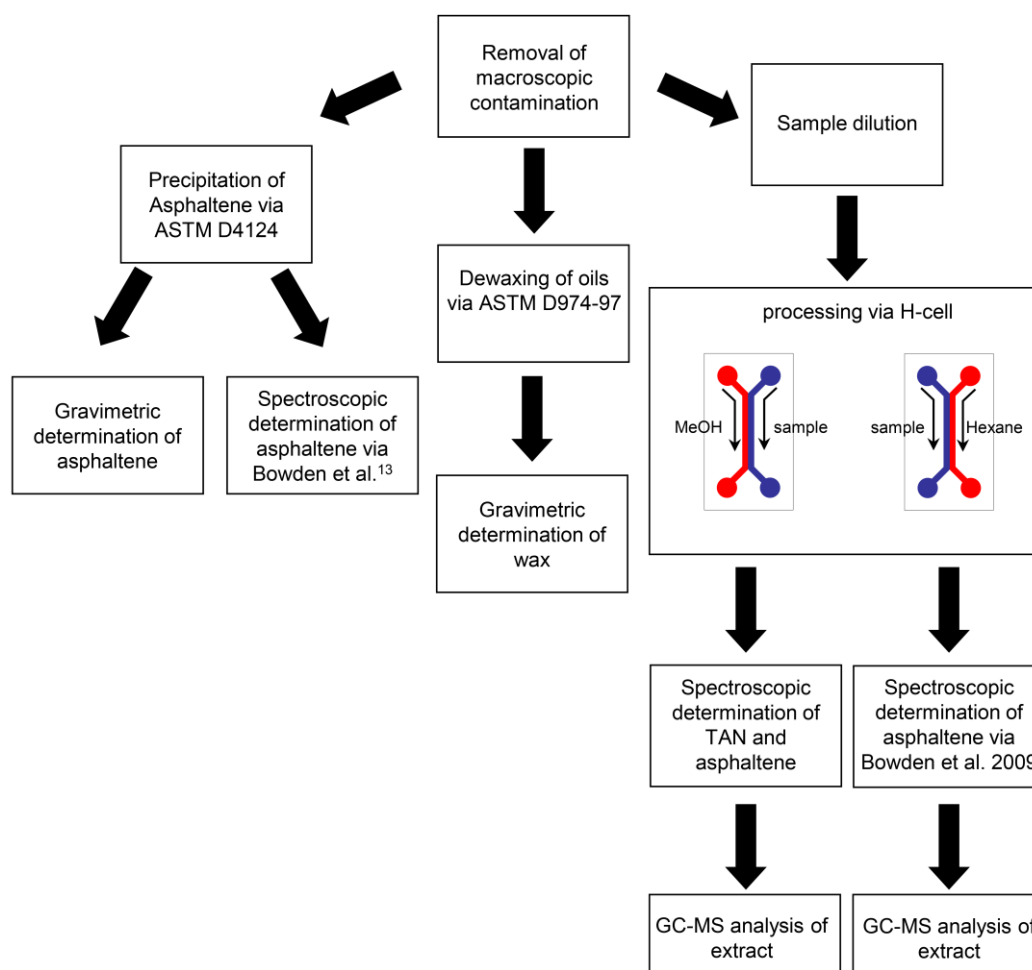 Removal of
macroscopic
contamination
Sample dilution
Precipitation of
Asphaltene via
ASTM D4124
Dewaxing of oils
via ASTM D974-97
processing via H-cell
MeOH
sample
sample
Hexane
Gravimetric
determination of
asphaltene
Spectroscopic
determination of
asphaltene via
Bowden et al.¹³
Gravimetric
determination of
wax
Spectroscopic
determination of
TAN and
asphaltene
Spectroscopic
determination of
asphaltene via
Bowden et al. 2009
GC-MS analysis of
extract
GC-MS analysis of
extract